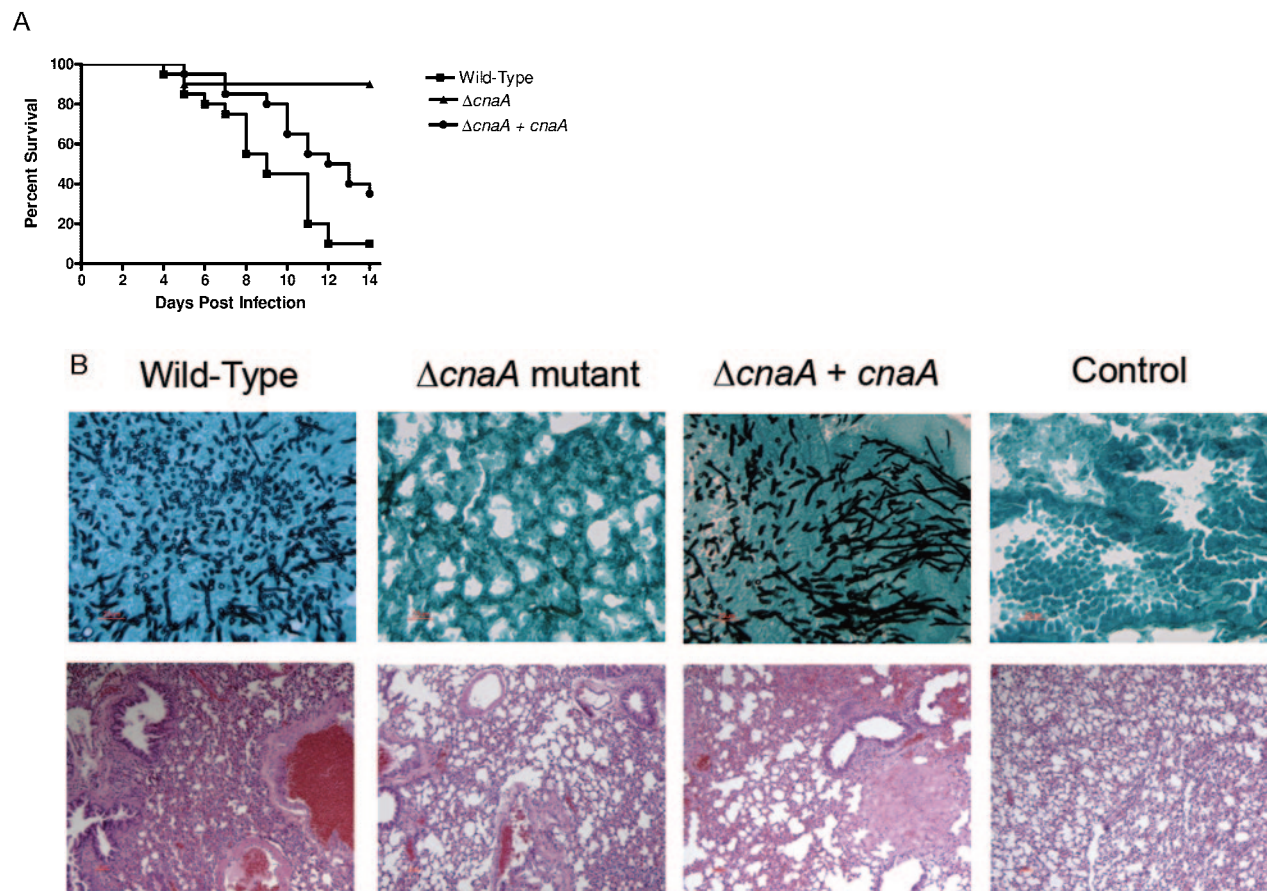 A
100
80
60
40
20
0
Percent Survival
0 2 4 6 8 10 12 14
Days Post Infection
Wild-Type
ΔcnaA
ΔcnaA + cnaA
B
Wild-Type ΔcnaA mutant ΔcnaA + cnaA Control